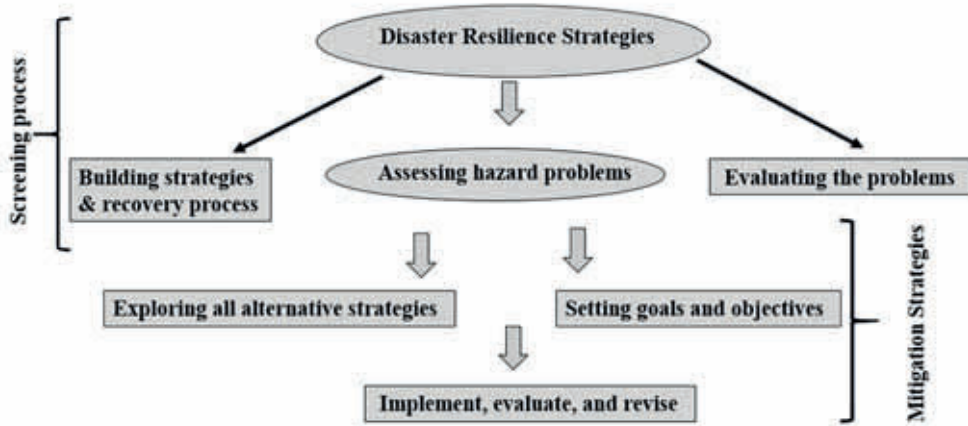 Disaster Resilience Strategies
Screening process
Building strategies
& recovery process
Assessing hazard problems
Evaluating the problems
Exploring all alternative strategies
Setting goals and objectives
Mitigation Strategies
Implement, evaluate, and revise